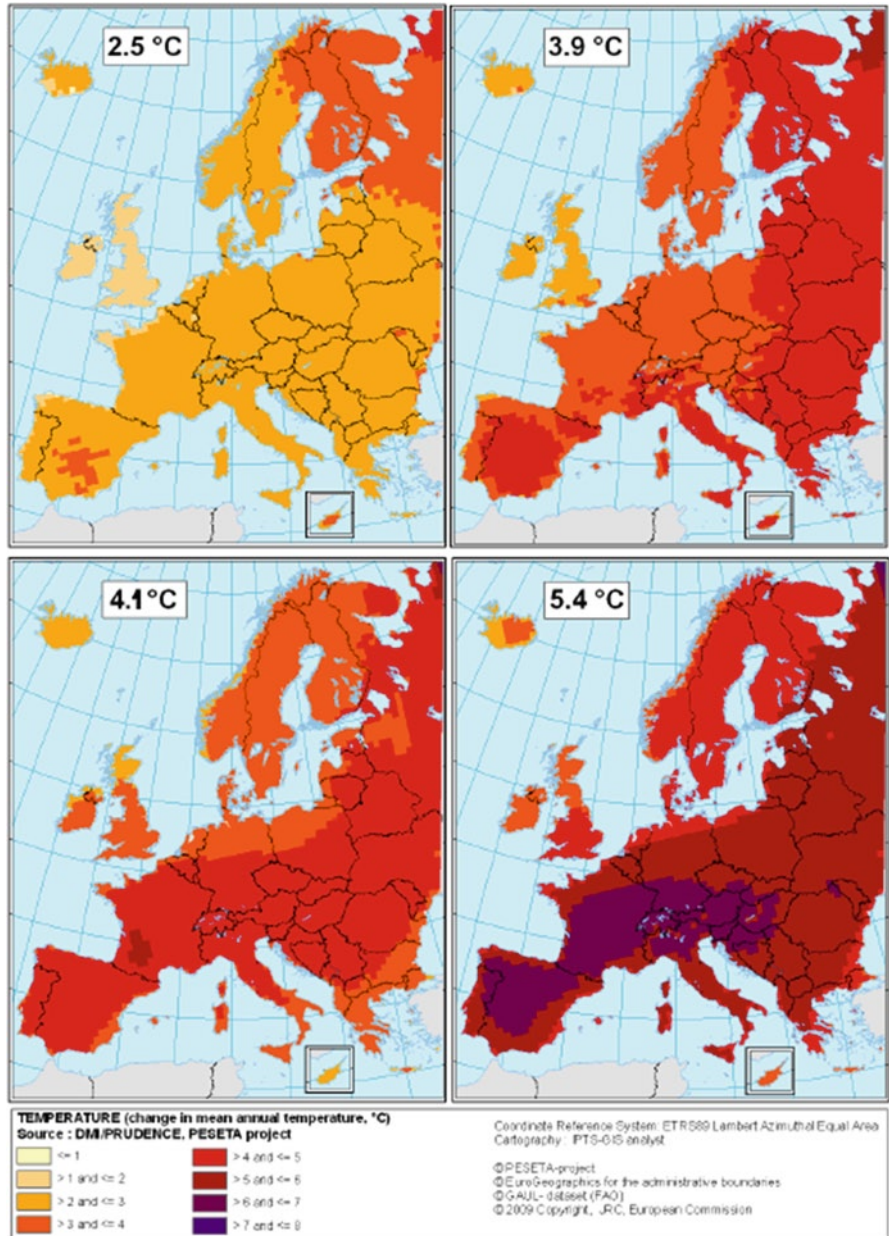 2.5 °C
3.9 °C
4.1 °C
5.4 °C
TEMPERATURE (change in mean annual temperature, °C)
Source : DMI/PRUDENCE, PESETA project
<= 1
> 1 and <= 2
> 2 and <= 3
> 3 and <= 4
> 4 and <= 5
> 5 and <= 6
> 6 and <= 7
> 7 and <= 8
Coordinate Reference System: ETRS89 Lambert Azimuthal Equal Area
Cartography : IPTS-GIS analyst
©PESETA-project
©EuroGeographics for the administrative boundaries
©GAUL- dataset (FAO)
©2009 Copyright, JRC, European Commission